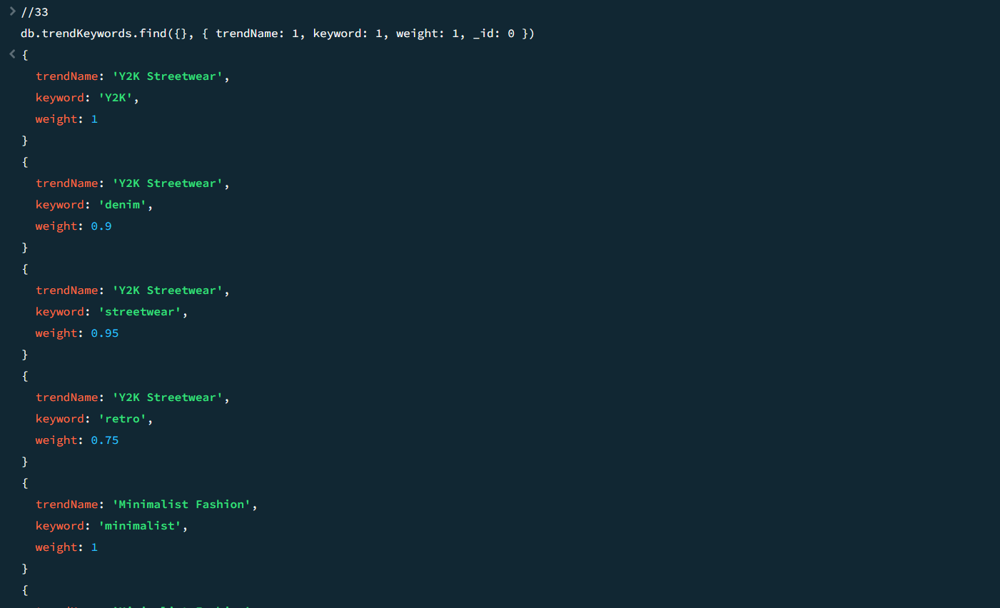 //33
db.trendKeywords.find({}, { trendName: 1, keyword: 1, weight: 1, _id: 0 })
{
trendName: 'Y2K Streetwear',
keyword: 'Y2K',
weight: 1
}
{
trendName: 'Y2K Streetwear',
keyword: 'denim',
weight: 0.9
}
{
trendName: 'Y2K Streetwear',
keyword: 'streetwear',
weight: 0.95
}
{
trendName: 'Y2K Streetwear',
keyword: 'retro',
weight: 0.75
}
{
trendName: 'Minimalist Fashion',
keyword: 'minimalist',
weight: 1
}
{